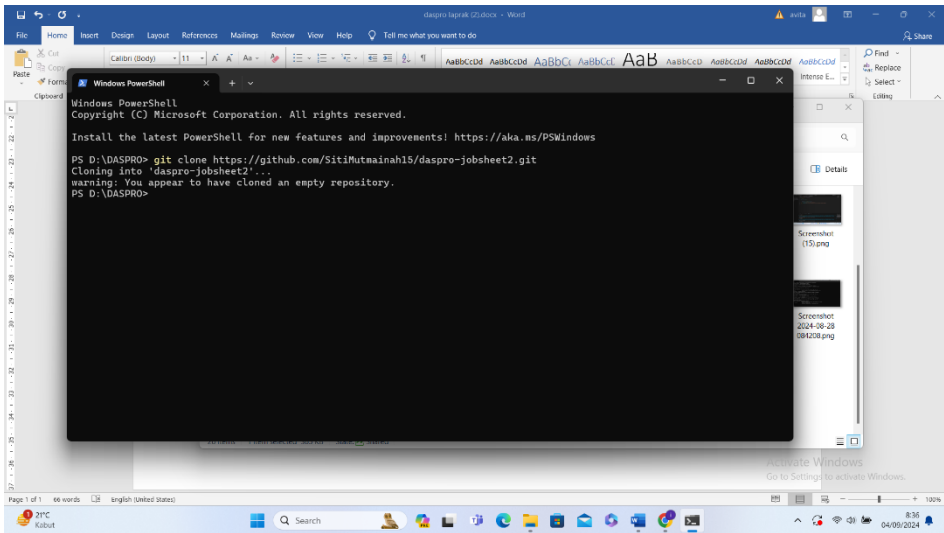 daspro laprak (2).docx - Word
avita
File Home Insert Design Layout References Mailings Review View Help Tell me what you want to do Share
Cut
Copy
Paste
Clipboard
Calibri (Body) 11
AaBbCcDd AaBbCcDd AaBbCc AaBbCcC AaB AaBbCcD AaBbCcDd AaBbCcDd AaBbCcDd
Intense E...
Find
Replace
Select
Editing
Windows PowerShell
Windows PowerShell
Copyright (C) Microsoft Corporation. All rights reserved.
Install the latest PowerShell for new features and improvements! https://aka.ms/PSWindows
PS D:\DASPRO> git clone https://github.com/SitiMutmainah15/daspro-jobsheet2.git
Cloning into 'daspro-jobsheet2'...
warning: You appear to have cloned an empty repository.
PS D:\DASPRO>
Details
Screenshot
(15).png
Screenshot
2024-08-28
084208.png
Activate Windows
Go to Settings to activate Windows.
Page 1 of 1 66 words English (United States)
100%
21°C
Kabut
Search
8:36
04/09/2024